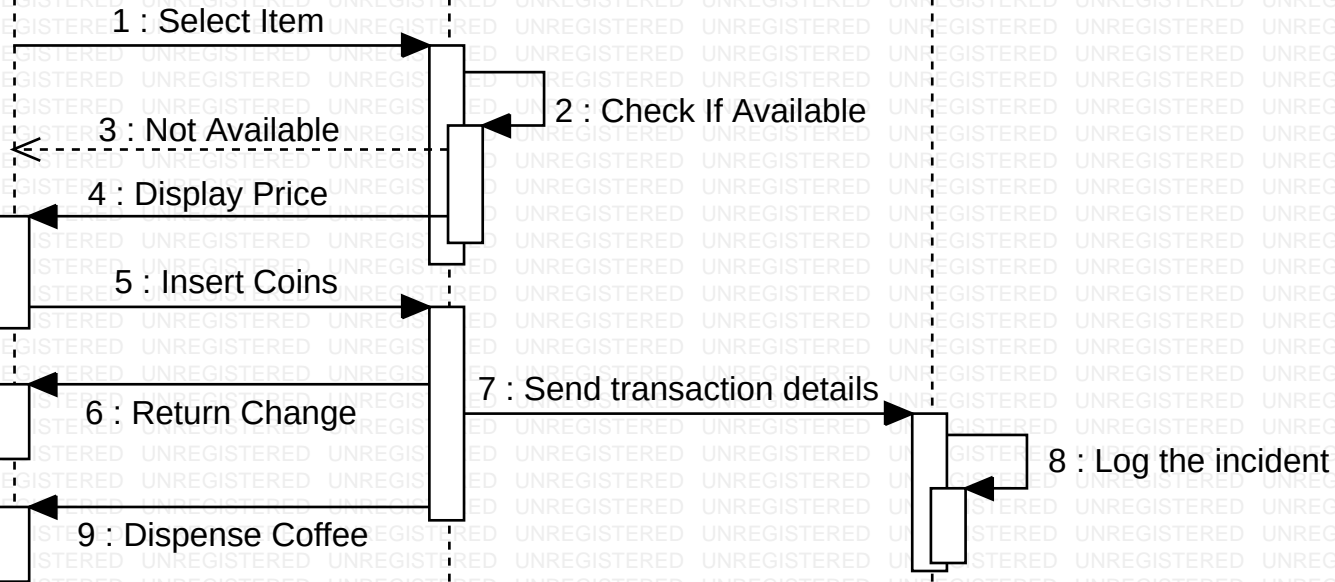 1 : Select Item
2 : Check If Available
3 : Not Available
4 : Display Price
5 : Insert Coins
7 : Send transaction details
6 : Return Change
8 : Log the incident
9 : Dispense Coffee
UNREGISTERED